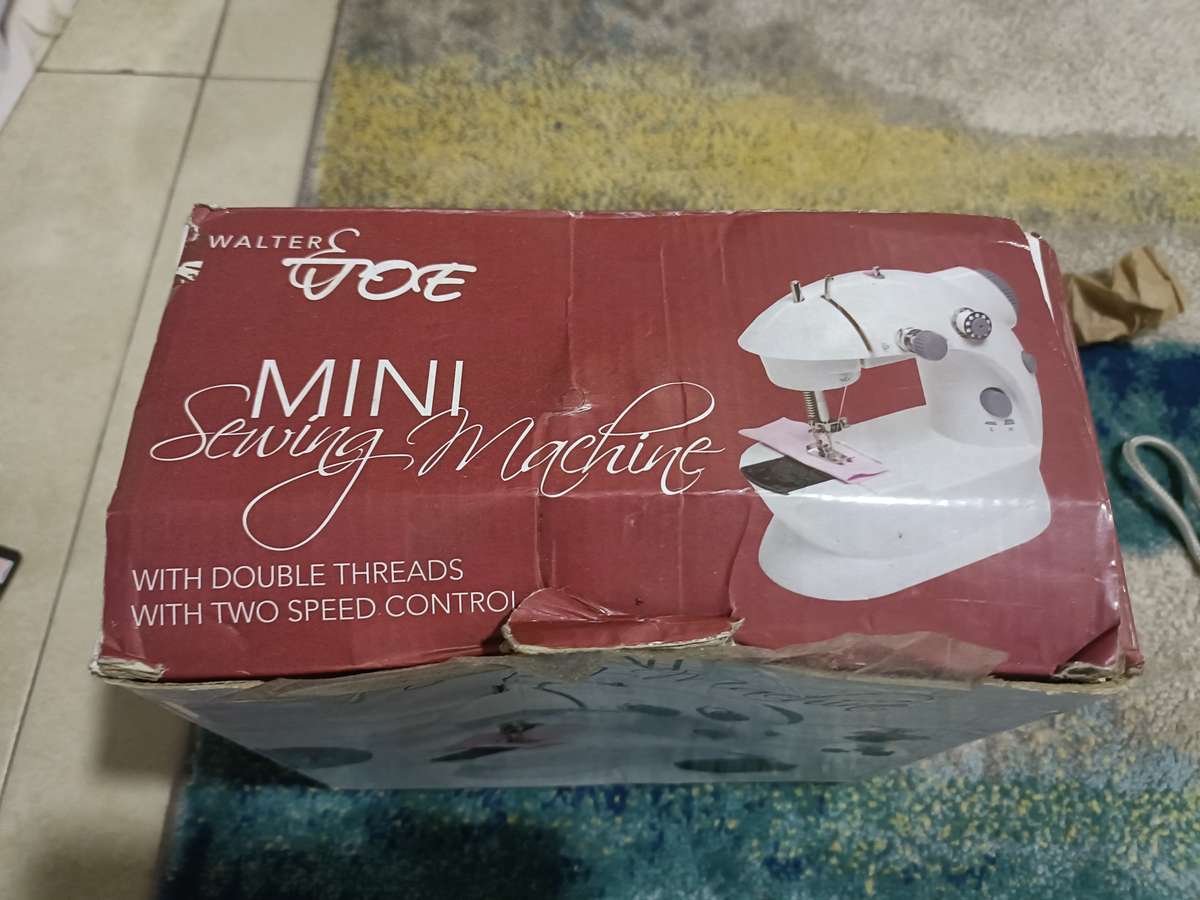 WALTER &
JOE
MINI
Sewing Machine
WITH DOUBLE THREADS
WITH TWO SPEED CONTROL